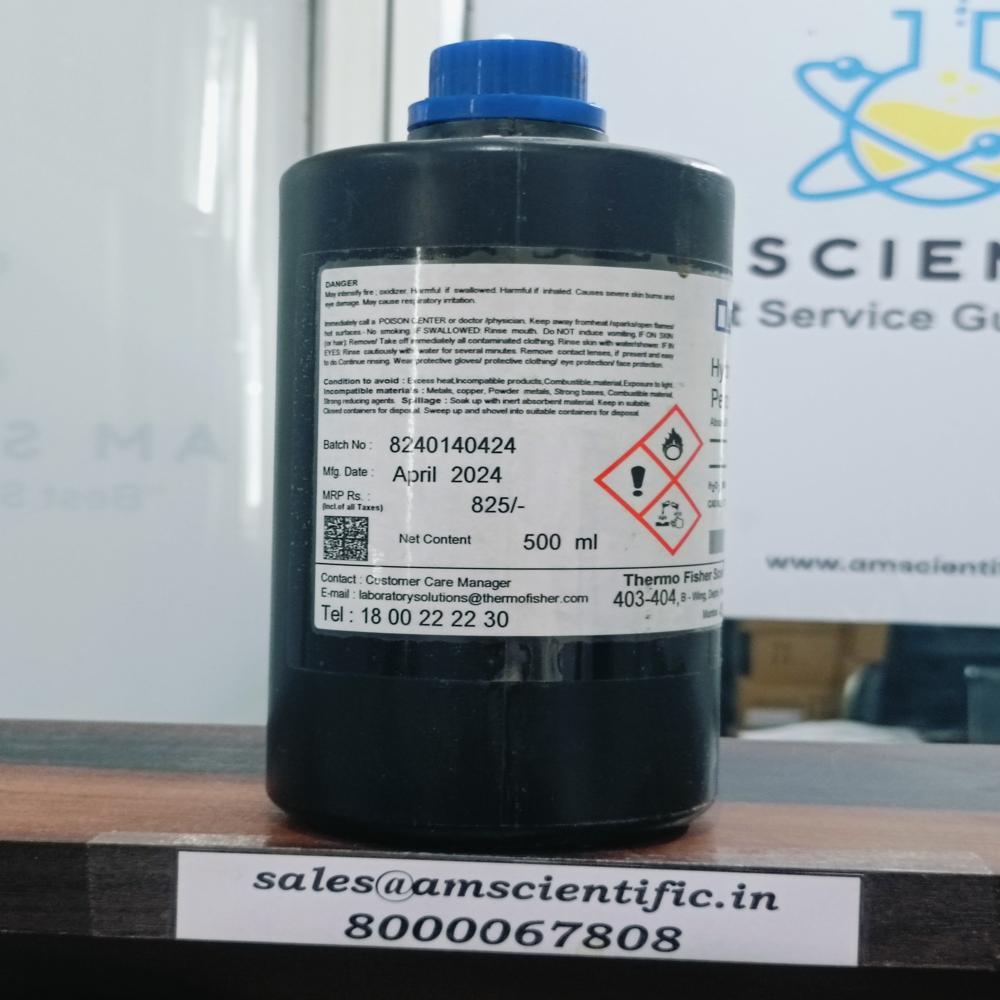 DANGER
May intensify fire ; oxidizer. Harmful if swallowed. Harmful if inhaled. Causes severe skin burns and
eye damage. May cause respiratory irritation.
Immediately call a POISON CENTER or doctor /physician. Keep away fromheat /sparks/open flames/
hot surfaces - No smoking. IF SWALLOWED: Rinse mouth. Do NOT induce vomiting. IF ON SKIN
(or hair): Remove/ Take off immediately all contaminated clothing. Rinse skin with water/shower. IF IN
EYES: Rinse cautiously with water for several minutes. Remove contact lenses, if present and easy
to do Continue rinsing. Wear protective gloves/ protective clothing/ eye protection/ face protection.
Condition to avoid : Excess heat,Incompatible products,Combustible,material,Exposure to light,
Incompatible materials : Metals, copper, Powder metals, Strong bases, Combustible material,
Strong reducing agents. Spillage : Soak up with inert absorbent material. Keep in suitable
Closed containers for disposal. Sweep up and shovel into suitable containers for disposal
Batch No : 8240140424
Mfg. Date : April 2024
MRP Rs. : 825/-
(Incl.of all Taxes)
Net Content 500 ml
Contact : Customer Care Manager
E-mail : laboratorysolutions@thermofisher.com
Tel : 18 00 22 22 30
Thermo Fisher
403-404, B - Wing,
SCIEN
t Service Gu
www.amscientifi
sales@amscientific.in
8000067808